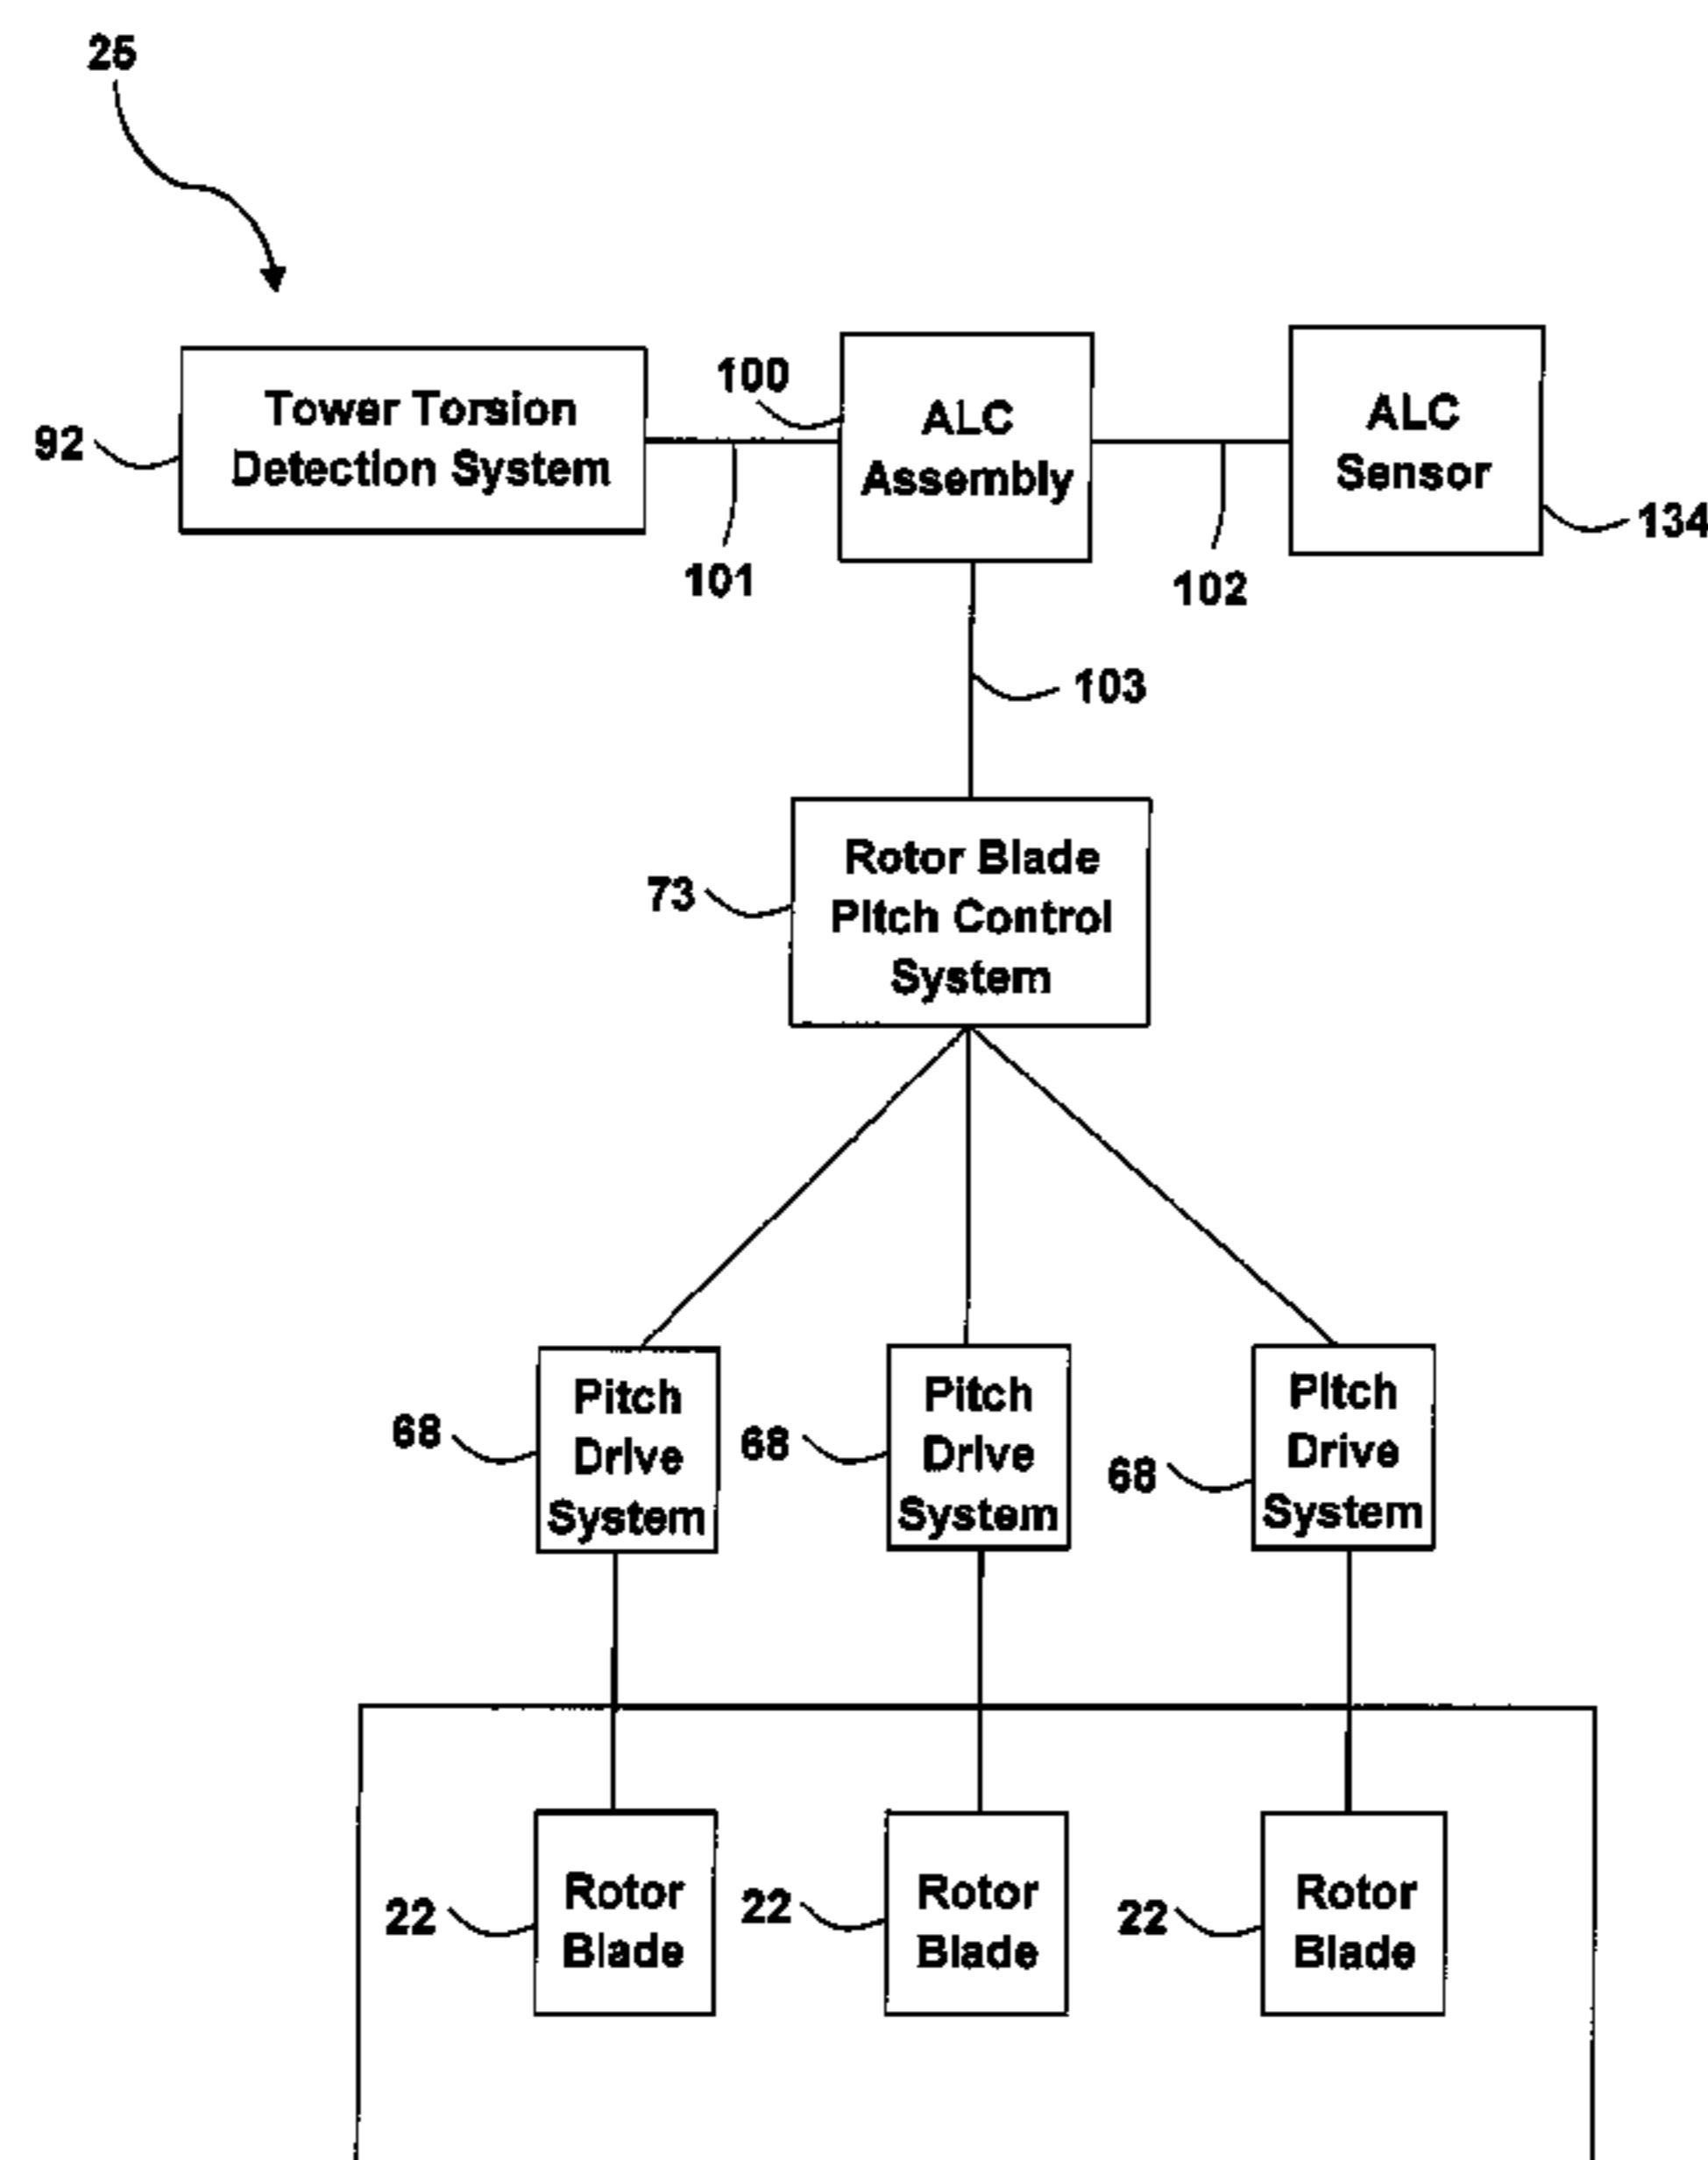 25
Tower Torsion
Detection System
92
100
101
ALC
Assembly
102
ALC
Sensor
134
103
Rotor Blade
Pitch Control
System
73
Pitch
Drive
System
68
Pitch
Drive
System
68
Pitch
Drive
System
68
Rotor
Blade
22
Rotor
Blade
22
Rotor
Blade
22